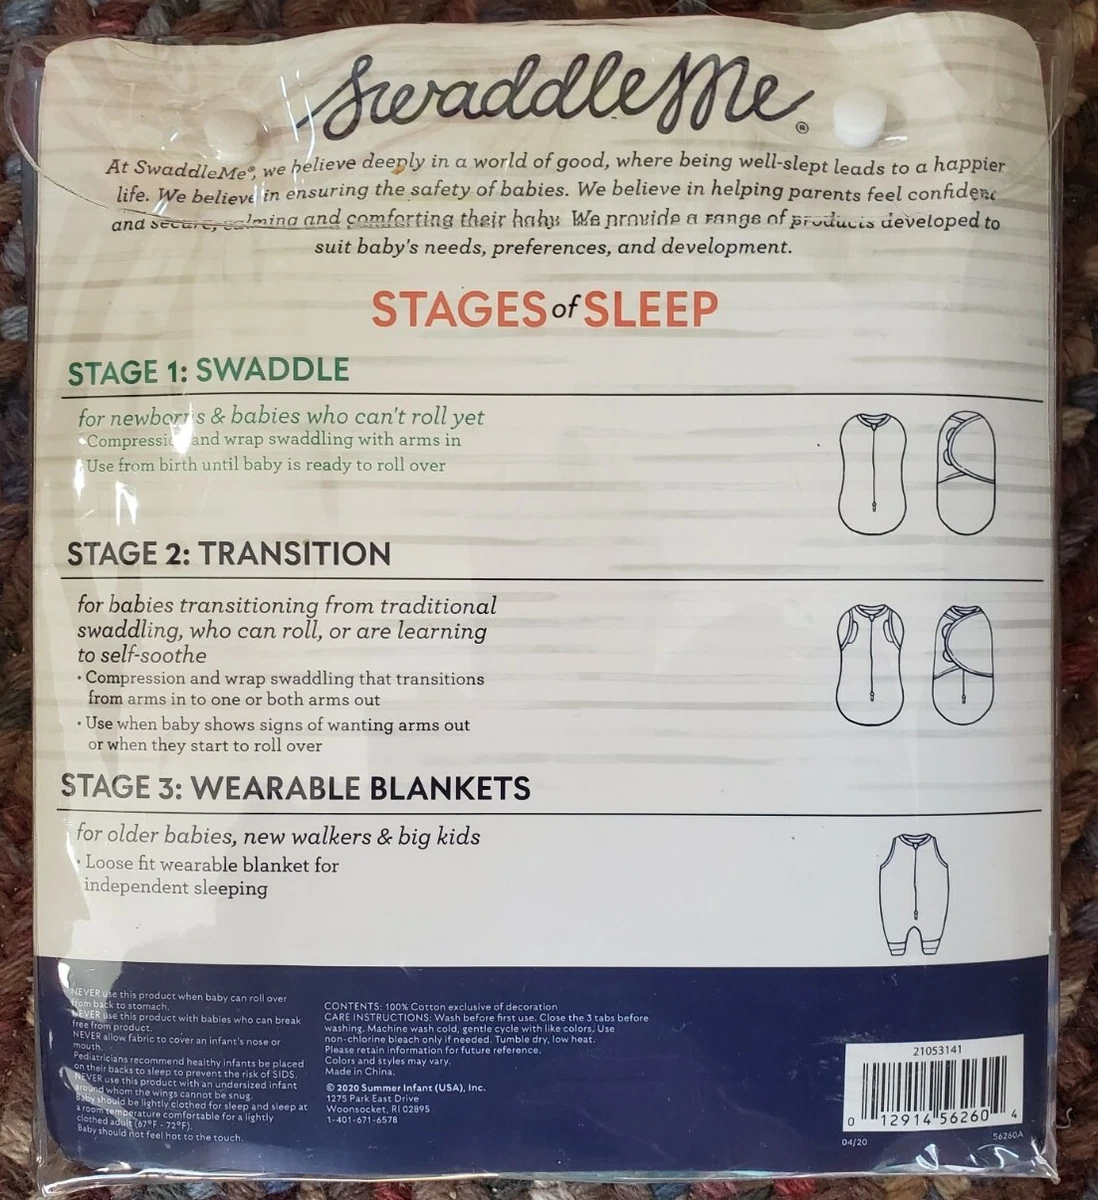 SwaddleMe®
At SwaddleMe®, we believe deeply in a world of good, where being well-slept leads to a happier
life. We believe in ensuring the safety of babies. We believe in helping parents feel confident
and secure, calming and comforting their baby. We provide a range of products developed to
suit baby's needs, preferences, and development.
STAGES of SLEEP
STAGE 1: SWADDLE
for newborns & babies who can't roll yet
• Compression and wrap swaddling with arms in
• Use from birth until baby is ready to roll over
STAGE 2: TRANSITION
for babies transitioning from traditional
swaddling, who can roll, or are learning
to self-soothe
• Compression and wrap swaddling that transitions
from arms in to one or both arms out
• Use when baby shows signs of wanting arms out
or when they start to roll over
STAGE 3: WEARABLE BLANKETS
for older babies, new walkers & big kids
• Loose fit wearable blanket for
independent sleeping
NEVER use this product when baby can roll over
from back to stomach.
NEVER use this product with babies who can break
free from product.
NEVER allow fabric to cover an infant's nose or
mouth.
Pediatricians recommend healthy infants be placed
on their backs to sleep to prevent the risk of SIDS.
NEVER use this product with an undersized infant
around whom the wings cannot be snug.
Baby should be lightly clothed for sleep and sleep at
a room temperature comfortable for a lightly
clothed adult (67°F - 72°F).
Baby should not feel hot to the touch.
CONTENTS: 100% Cotton exclusive of decoration
CARE INSTRUCTIONS: Wash before first use. Close the 3 tabs before
washing. Machine wash cold, gentle cycle with like colors. Use
non-chlorine bleach only if needed. Tumble dry, low heat.
Please retain information for future reference.
Colors and styles may vary.
Made in China.
© 2020 Summer Infant (USA), Inc.
1275 Park East Drive
Woonsocket, RI 02895
1-401-671-6578
21053141
0 12914 56260 4
04/20
56260A